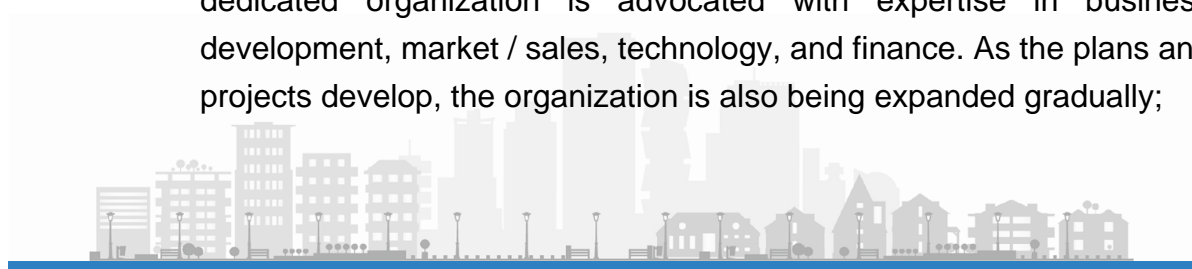 dedicated organization is advocated with expertise in busines
development, market / sales, technology, and finance. As the plans an
projects develop, the organization is also being expanded gradually;